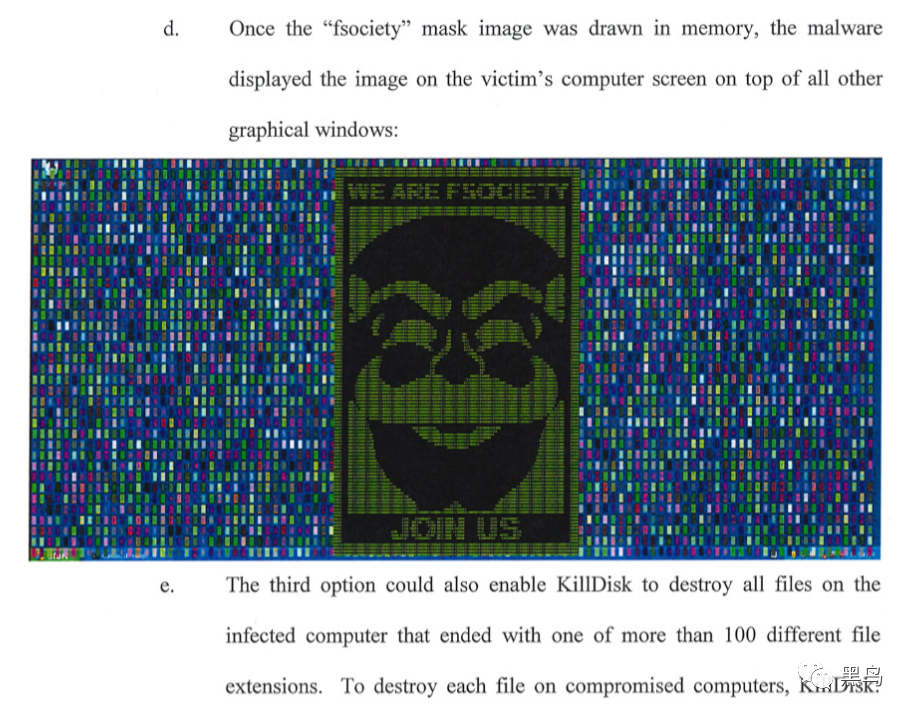 d. Once the “fsociety” mask image was drawn in memory, the malware
displayed the image on the victim’s computer screen on top of all other
graphical windows:
WE ARE FSOCIETY
JOIN US
e. The third option could also enable KillDisk to destroy all files on the
infected computer that ended with one of more than 100 different file
extensions. To destroy each file on compromised computers, KillDisk:
黑鸟